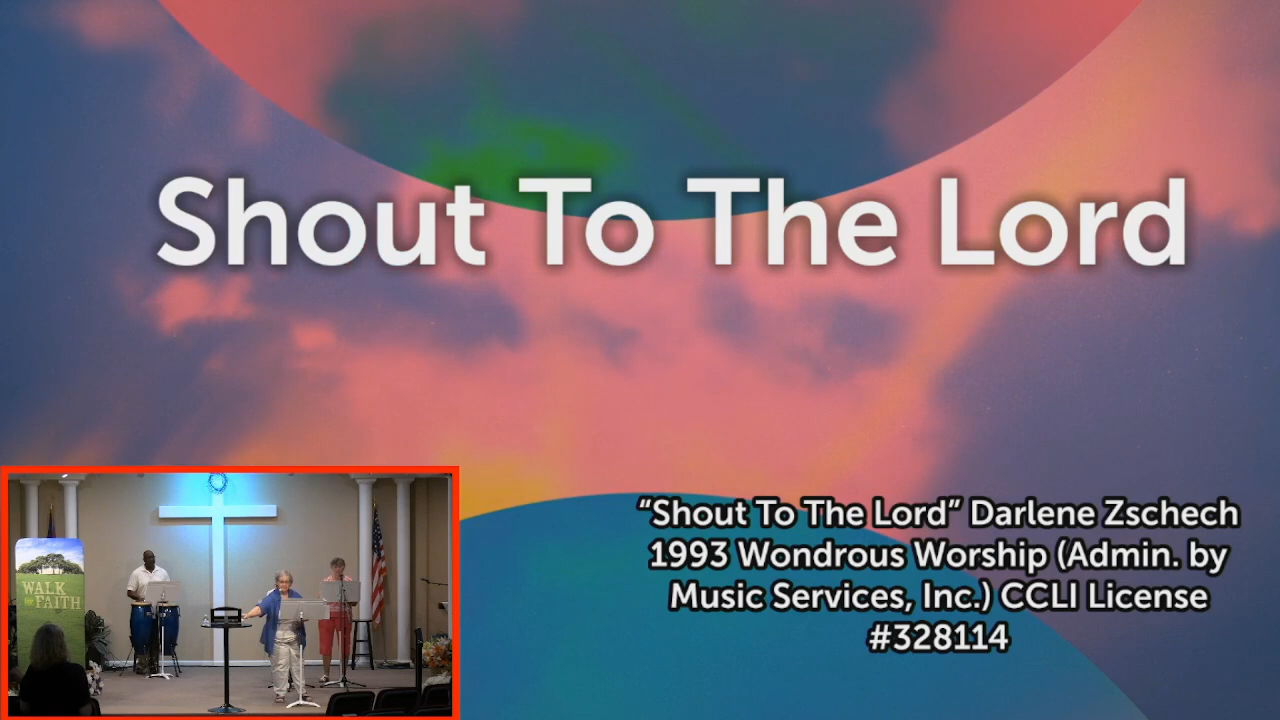 Shout To The Lord
“Shout To The Lord” Darlene Zschech
1993 Wondrous Worship (Admin. by
Music Services, Inc.) CCLI License
#328114
WALK
BY FAITH